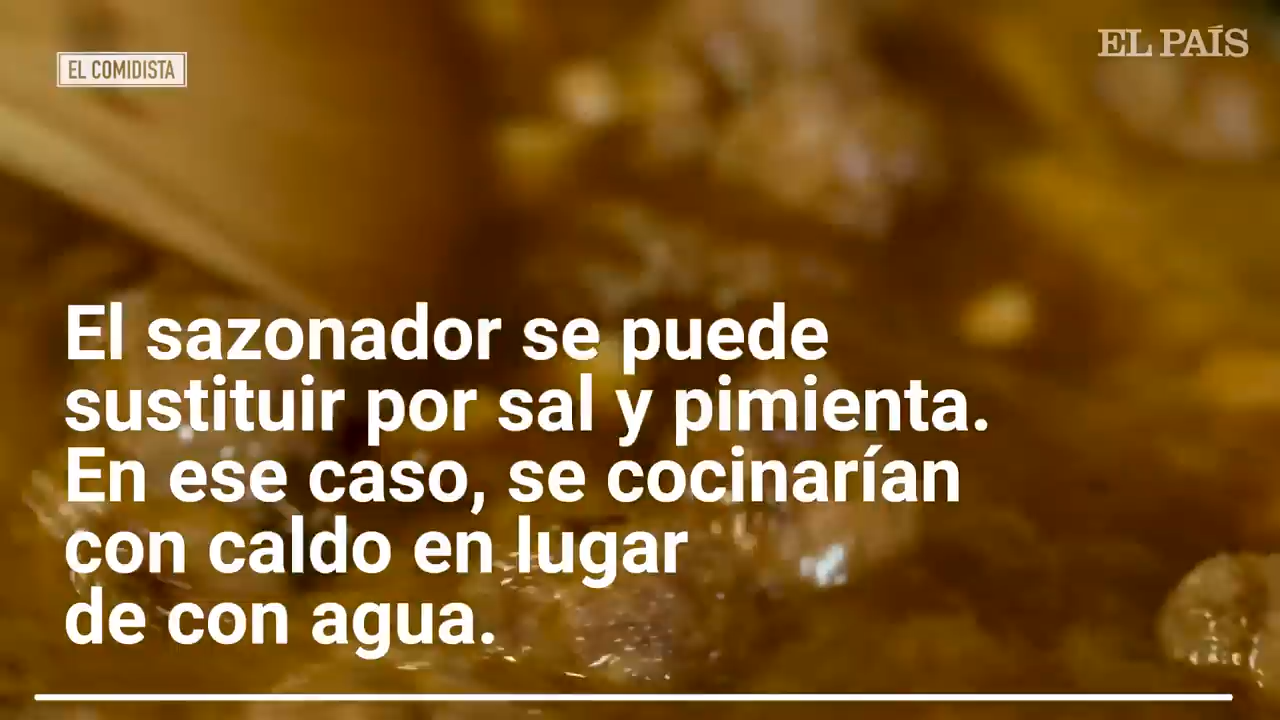 EL COMIDISTA
EL PAÍS
El sazonador se puede
sustituir por sal y pimienta.
En ese caso, se cocinarían
con caldo en lugar
de con agua.